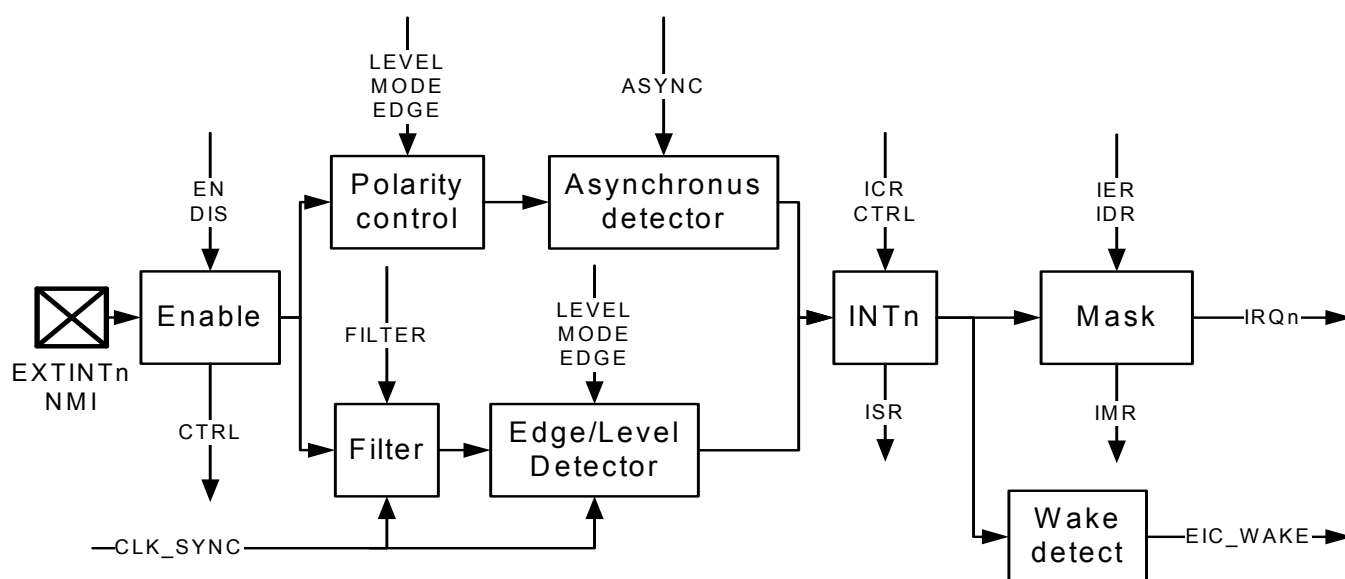 LEVEL
MODE
EDGE
ASYNC
EN
DIS
Polarity
control
Asynchronus
detector
ICR
CTRL
IER
IDR
EXTINTn
NMI
Enable
FILTER
LEVEL
MODE
EDGE
INTn
Mask
IRQn
CTRL
Filter
Edge/Level
Detector
ISR
IMR
CLK_SYNC
Wake
detect
EIC_WAKE